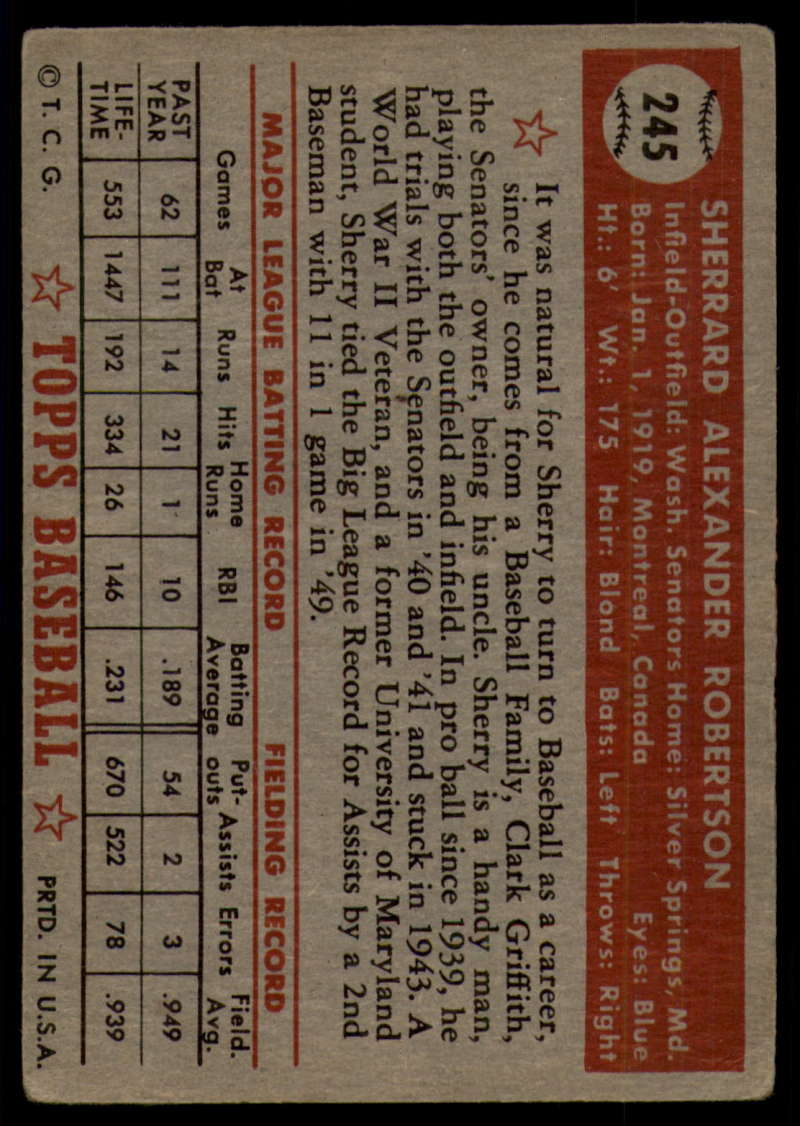 245
SHERRARD ALEXANDER ROBERTSON
Infield-Outfield: Wash. Senators Home: Silver Springs, Md.
Born: Jan. 1, 1919, Montreal, Canada Eyes: Blue
Ht.: 6' Wt.: 175 Hair: Blond Bats: Left Throws: Right
It was natural for Sherry to turn to Baseball as a career,
since he comes from a Baseball Family, Clark Griffith,
the Senators' owner, being his uncle. Sherry is a handy man,
playing both the outfield and infield. In pro ball since 1939, he
had trials with the Senators in '40 and '41 and stuck in 1943. A
World War II Veteran, and a former University of Maryland
student, Sherry tied the Big League Record for Assists by a 2nd
Baseman with 11 in 1 game in '49.
MAJOR LEAGUE BATTING RECORD FIELDING RECORD
Games At Bat Runs Hits Home Runs RBI Batting Average Put-outs Assists Errors Field. Avg.
PAST YEAR 62 111 14 21 1 10 .189 54 2 3 .949
LIFE-TIME 553 1447 192 334 26 146 .231 670 522 78 .939
© T. C. G. ☆ TOPPS BASEBALL ☆ PRTD. IN U.S.A.